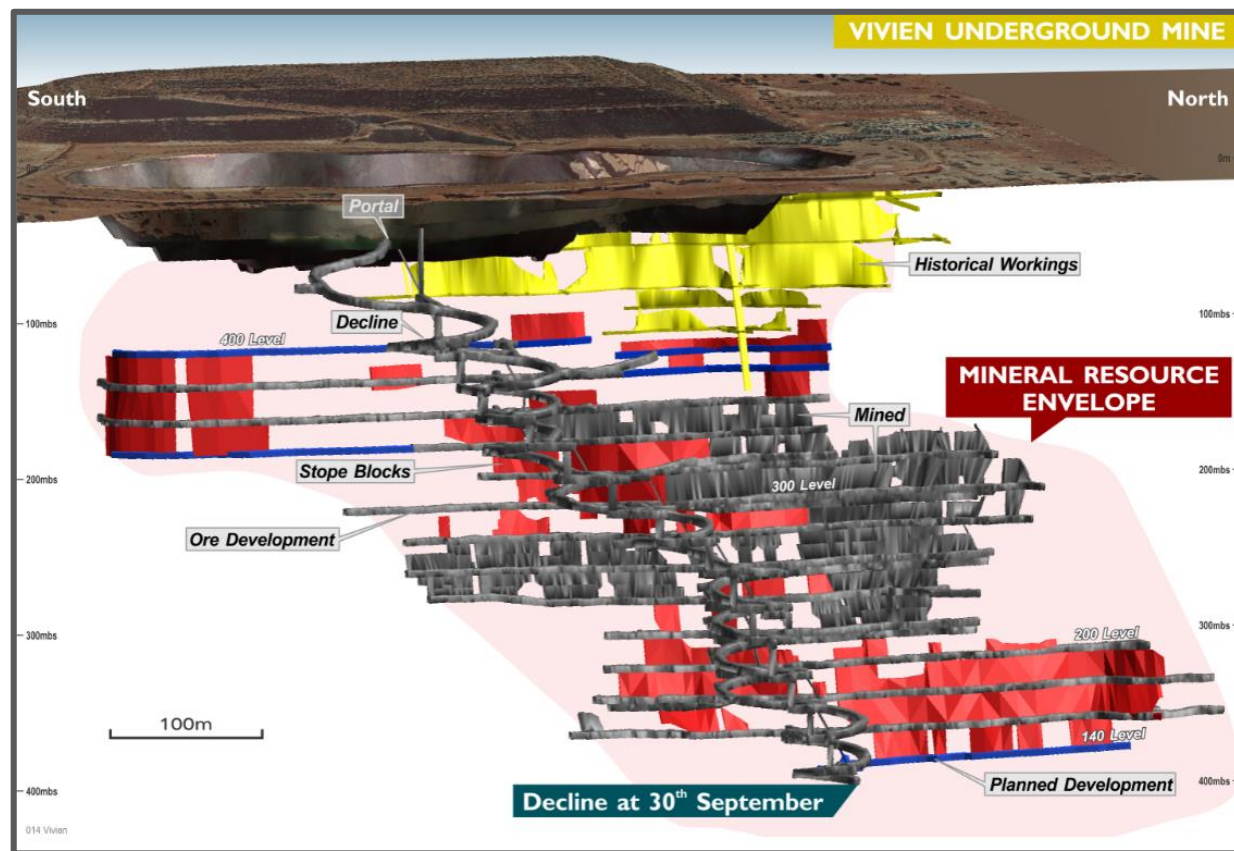 VIVIEN UNDERGROUND MINE
South
North
0m
Portal
Historical Workings
100mbs
100mbs
Decline
400 Level
MINERAL RESOURCE
ENVELOPE
Mined
Stope Blocks
200mbs
200mbs
300 Level
Ore Development
300mbs
300mbs
200 Level
100m
140 Level
Planned Development
400mbs
400mbs
Decline at 30th September
014 Vivien